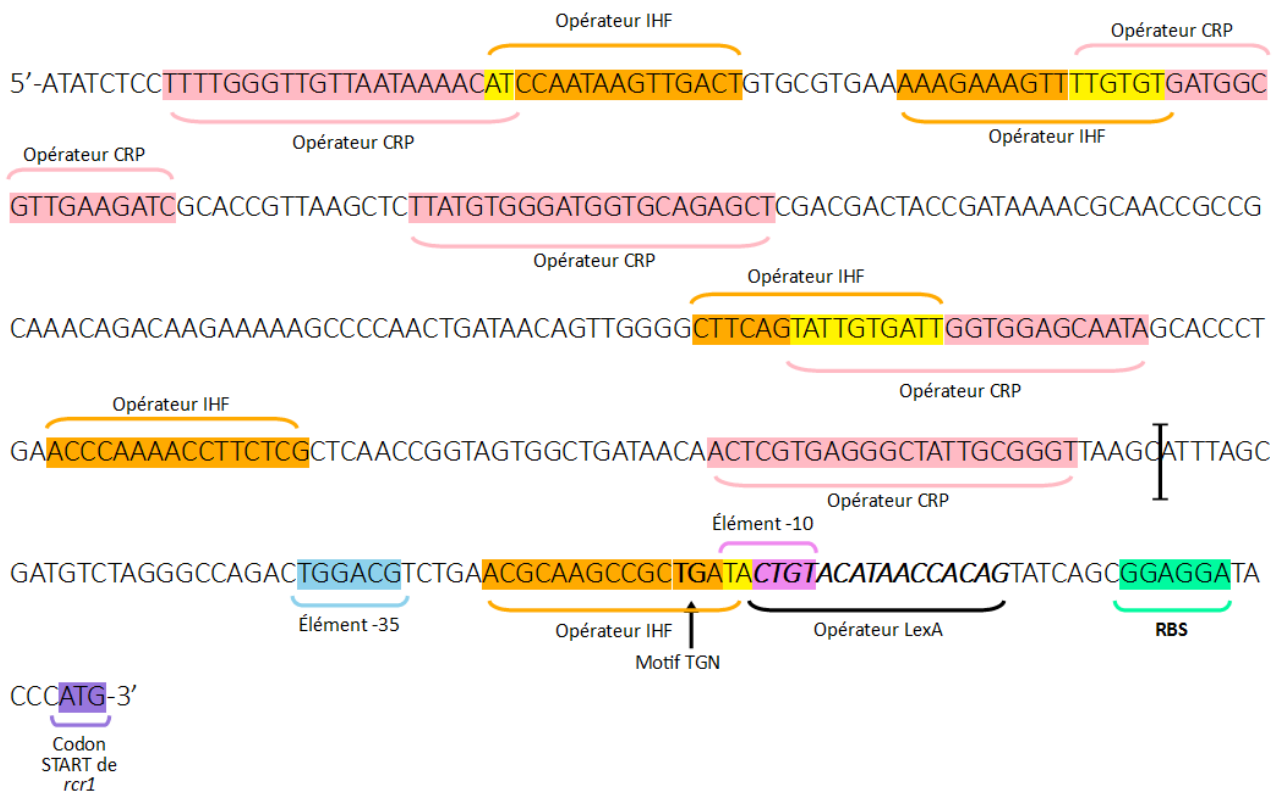 Opérateur IHF
Opérateur CRP
5’-ATATCTCCTTTTGGGTTGTTAATAAAACATCCAATAAGTTGACTGTGCGTGAAAAAGAAAGTTTTGTGTGATGGC
Opérateur CRP
Opérateur IHF
Opérateur CRP
GTTGAAGATCGCACCGTTAAGCTCTTATGTGGGATGGTGCAGAGCTCGACGACTACCGATAAAACGCAACCGCCG
Opérateur CRP
Opérateur IHF
CAAACAGACAAGAAAAAGCCCCAACTGATAACAGTTGGGGCTTCAGTATTGTGATTGGTGGAGCAATAGCACCCT
Opérateur CRP
Opérateur IHF
GAACCCAAAACCTTCTCGCTCAACCGGTAGTGGCTGATAACAACTCGTGAGGGCTATTGCGGGTTAAGCATTTAGC
Opérateur CRP
Élément -10
GATGTCTAGGGCCAGACTGGACGTCTGAACGCAAGCCGCTGATACTGTACATAACCACAGTATCAGCGGAGGATA
Élément -35
Opérateur IHF
Opérateur LexA
RBS
Motif TGN
CCCATG-3’
Codon
START de
rcr1